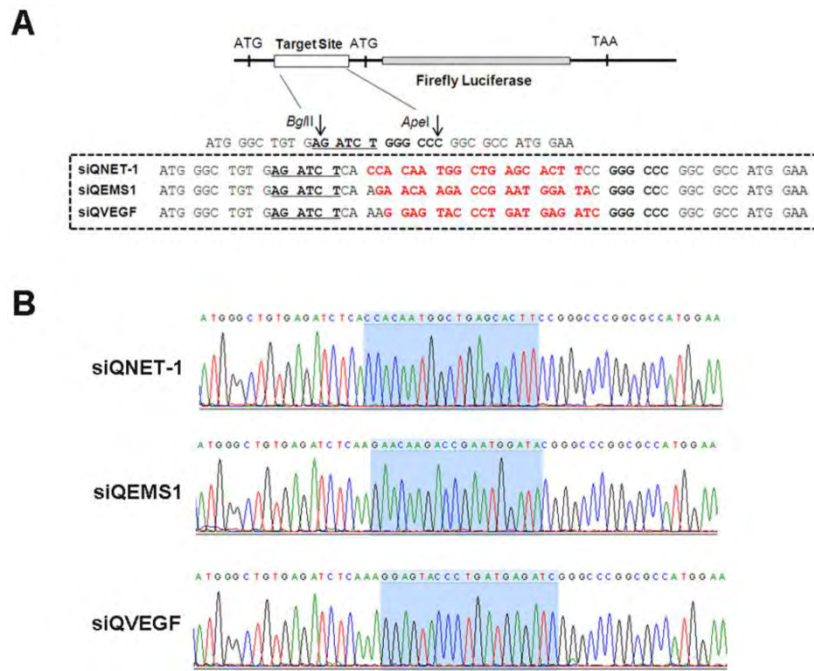 A
ATG Target Site ATG TAA
Firefly Luciferase
BglII ApeI
ATG GGC TGT GAG ATC T GGG CCC GGC GCC ATG GAA
siQNET-1 ATG GGC TGT GAG ATC TCA CCA CAA TGG CTG AGC ACT TCC GGG CCC GGC GCC ATG GAA
siQEMS1 ATG GGC TGT GAG ATC TCA AGA ACA AGA CCG AAT GGA TAC GGG CCC GGC GCC ATG GAA
siQVEGF ATG GGC TGT GAG ATC TCA AAG GAG TAC CCT GAT GAG ATC GGG CCC GGC GCC ATG GAA
B
ATGGGCTGTGAGATCTCACCACAATGGCTGAGCACTTCCGGGCCCGGCGCCATGGAA
siQNET-1
ATGGGCTGTGAGATCTCAAGAACAAGACCGAATGGATACGGGCCCGGCGCCATGGAA
siQEMS1
ATGGGCTGTGAGATCTCAAAGGAGTACCCTGATGAGATCGGGCCCGGCGCCATGGAA
siQVEGF